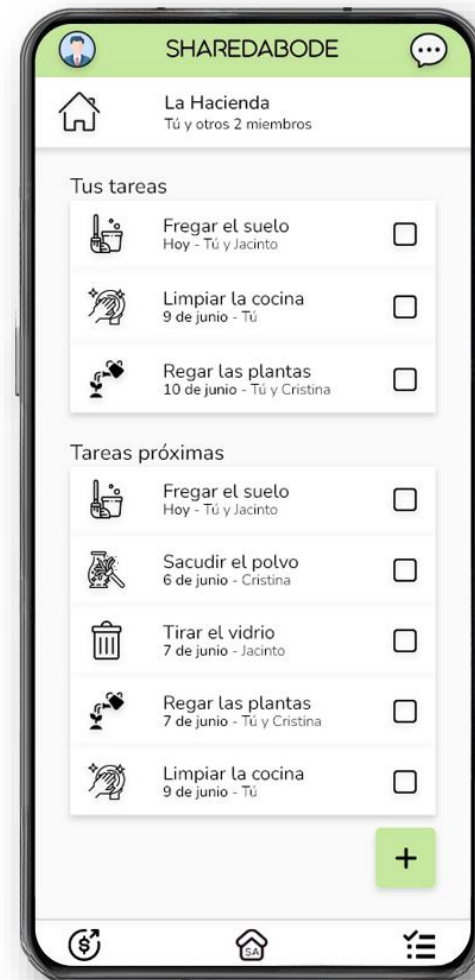 SHAREDABODE
La Hacienda
Tú y otros 2 miembros
Tus tareas
Fregar el suelo
Hoy - Tú y Jacinto
Limpiar la cocina
9 de junio - Tú
Regar las plantas
10 de junio - Tú y Cristina
Tareas próximas
Fregar el suelo
Hoy - Tú y Jacinto
Sacudir el polvo
6 de junio - Cristina
Tirar el vidrio
7 de junio - Jacinto
Regar las plantas
7 de junio - Tú y Cristina
Limpiar la cocina
9 de junio - Tú
+
$
SA